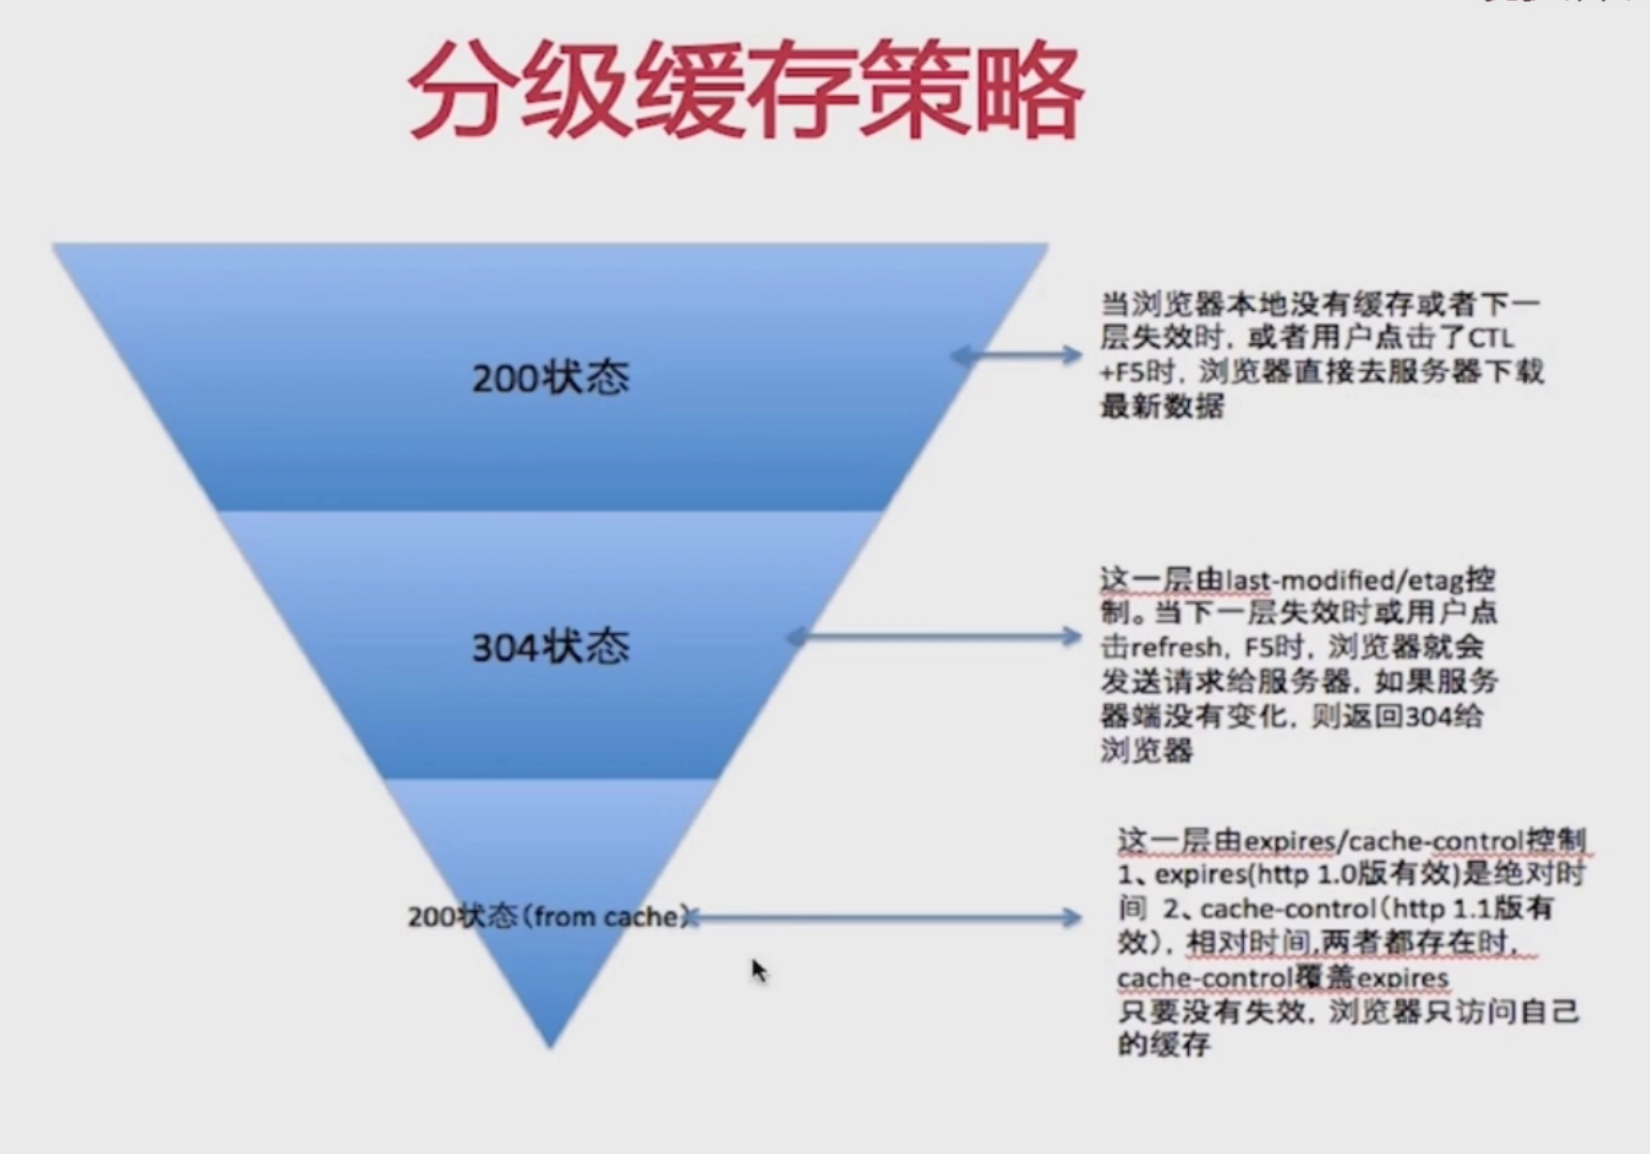 分级缓存策略
200状态
当浏览器本地没有缓存或者下一
层失效时，或者用户点击了CTL
+F5时，浏览器直接去服务器下载
最新数据
304状态
这一层由last-modified/etag控
制。当下一层失效时或用户点
击refresh，F5时，浏览器就会
发送请求给服务器，如果服务
器端没有变化，则返回304给
浏览器
200状态（from cache）
这一层由expires/cache-control控制
1、expires(http 1.0版有效)是绝对时
间 2、cache-control（http 1.1版有
效），相对时间,两者都存在时，
cache-control覆盖expires
只要没有失效，浏览器只访问自己
的缓存